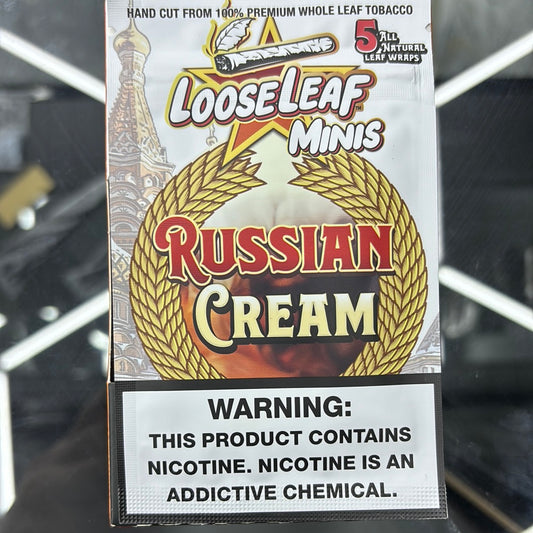 HAND CUT FROM 100% PREMIUM WHOLE LEAF TOBACCO
5 ALL NATURAL LEAF WRAPS
LOOSELEAF™
MINIS
RUSSIAN
CREAM
WARNING:
THIS PRODUCT CONTAINS
NICOTINE. NICOTINE IS AN
ADDICTIVE CHEMICAL.